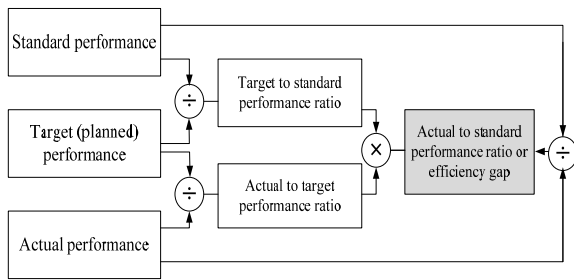 Standard performance
÷
Target to standard
performance ratio
Target (planned)
performance
×
Actual to standard
performance ratio or
efficiency gap
÷
÷
Actual to target
performance ratio
Actual performance